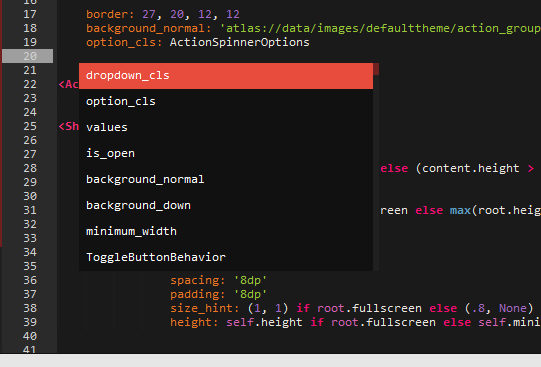 17 border: 27, 20, 12, 12
18 background_normal: 'atlas://data/images/defaulttheme/action_group
19 option_cls: ActionSpinnerOptions
20
21 dropdown_cls
22 <Ac option_cls
23
24 values
25 <Sh
26 is_open
27
28 else (content.height >
29 background_normal
30 background_down
31 reen else max(root.heig
32 minimum_width
33
34 ToggleButtonBehavior
35
36 spacing: '8dp'
37 padding: '8dp'
38 size_hint: (1, 1) if root.fullscreen else (.8, None)
39 height: self.height if root.fullscreen else self.mini
40
41